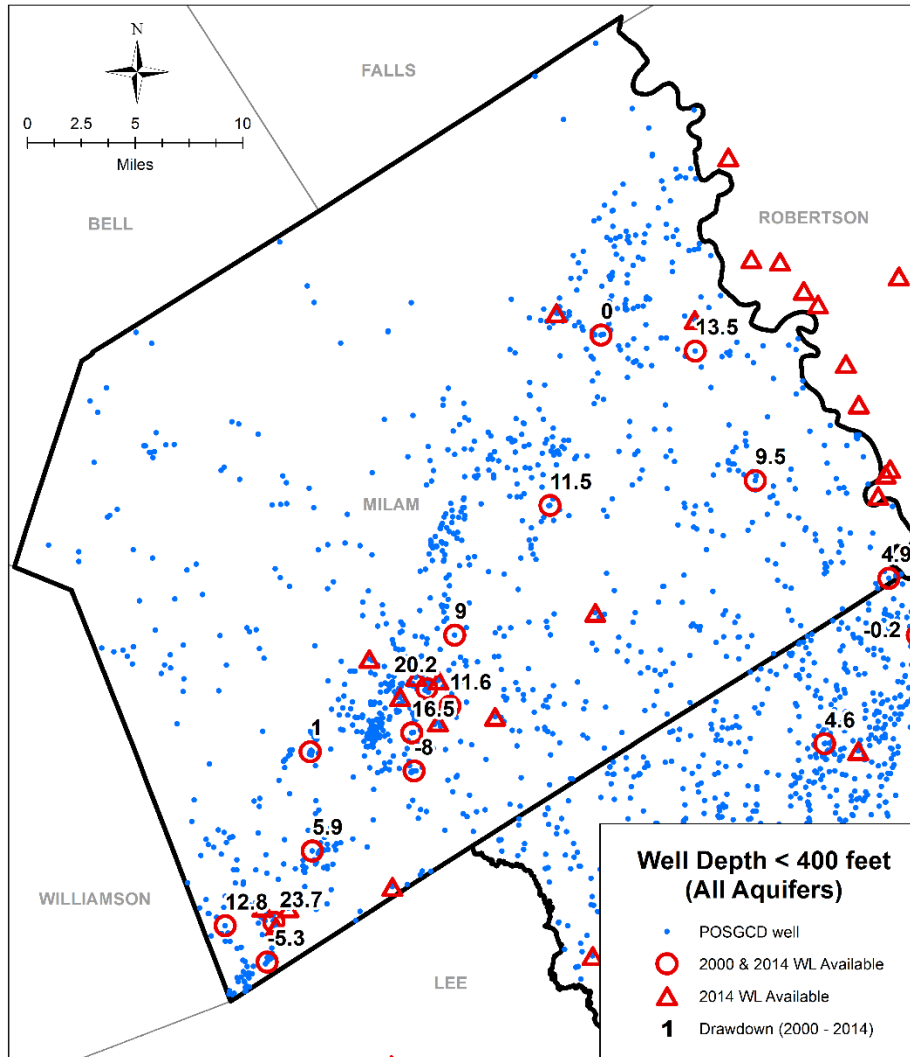 N
FALLS
0 2.5 5 10
Miles
BELL
ROBERTSON
0
13.5
9.5
11.5
MILAM
4.9
9
-0.2
20.2
11.6
16.5
4.6
1
-8
5.9
Well Depth < 400 feet
(All Aquifers)
WILLIAMSON
12.8
23.7
POSGCD well
-5.3
2000 & 2014 WL Available
LEE
2014 WL Available
1 Drawdown (2000 - 2014)